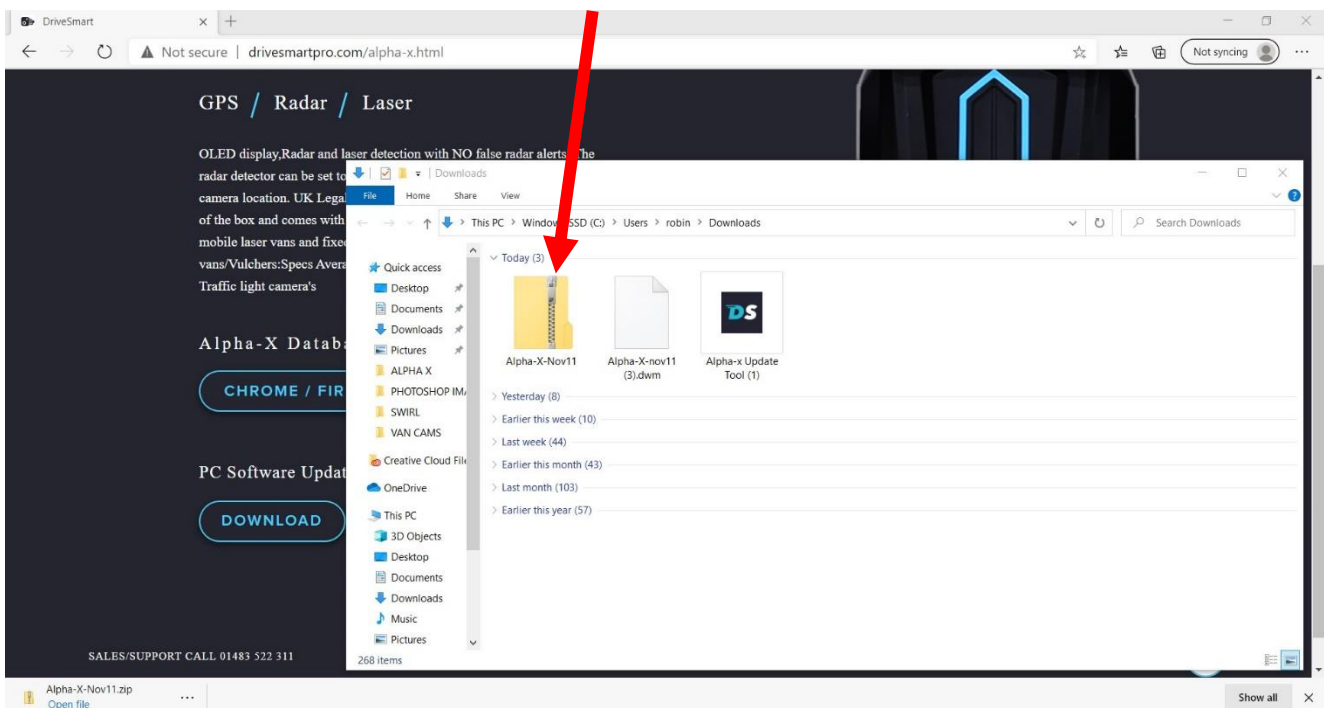 DriveSmart
Not secure | drivesmartpro.com/alpha-x.html
Not syncing
GPS / Radar / Laser
OLED display,Radar and laser detection with NO false radar alerts. The
radar detector can be set to
camera location. UK Legal
of the box and comes with
mobile laser vans and fixed
vans/Vulchers:Specs Avera
Traffic light camera's
Alpha-X Datab
CHROME / FIR
PC Software Updat
DOWNLOAD
SALES/SUPPORT CALL 01483 522 311
Downloads
File Home Share View
This PC > Windows-SSD (C:) > Users > robin > Downloads
Search Downloads
Quick access
Desktop
Documents
Downloads
Pictures
ALPHA X
PHOTOSHOP IM
SWIRL
VAN CAMS
Creative Cloud File
OneDrive
This PC
3D Objects
Desktop
Documents
Downloads
Music
Pictures
Today (3)
DS
Alpha-X-Nov11
Alpha-X-nov11
(3).dwm
Alpha-x Update
Tool (1)
Yesterday (8)
Earlier this week (10)
Last week (44)
Earlier this month (43)
Last month (103)
Earlier this year (57)
268 items
Alpha-X-Nov11.zip
Open file
Show all